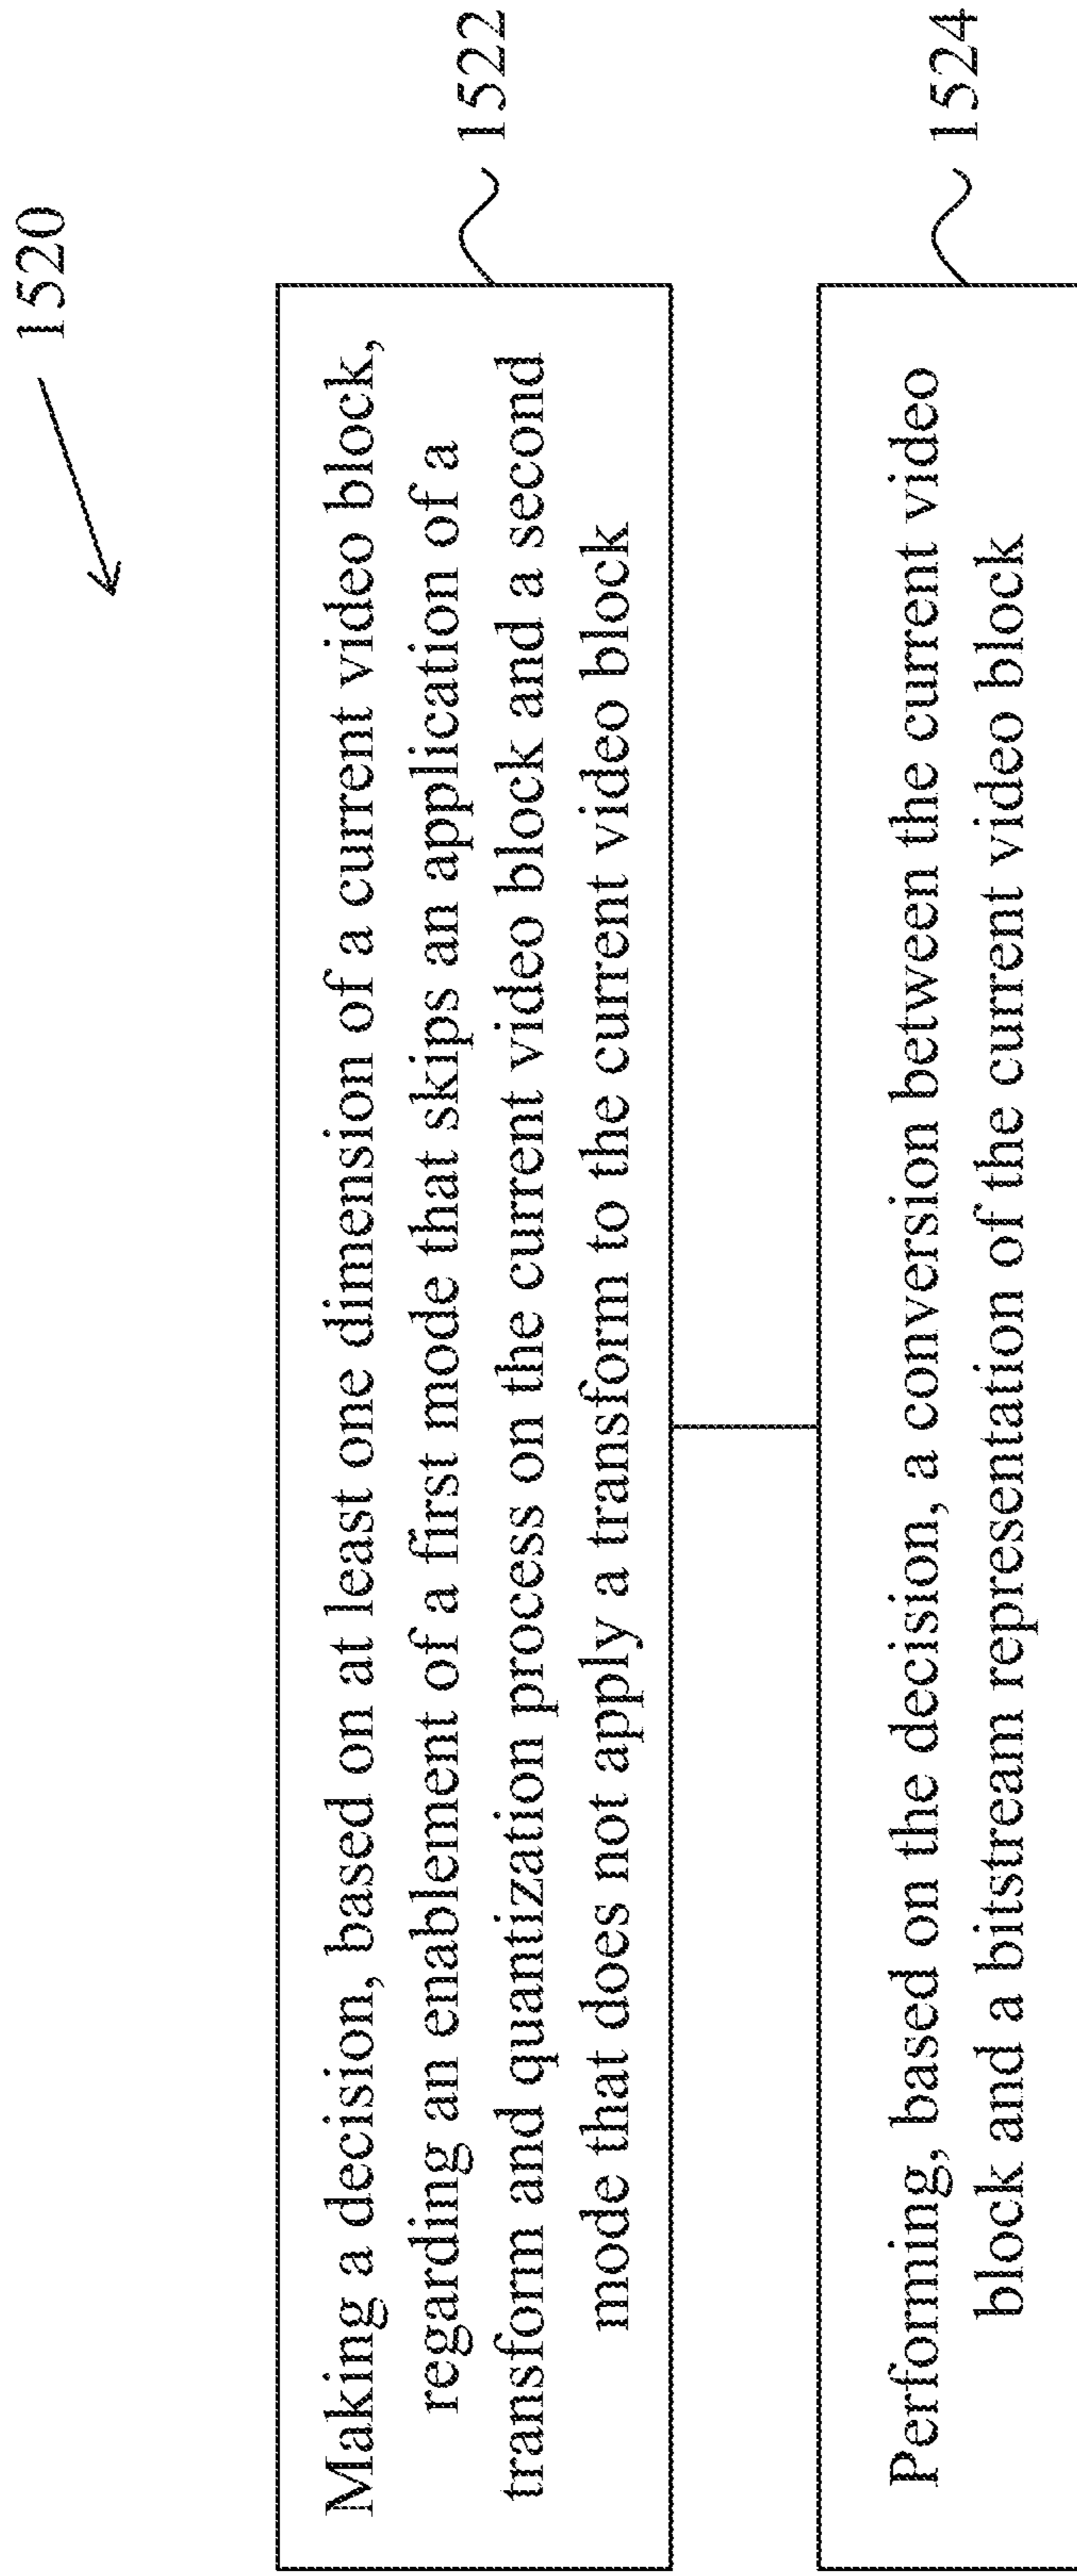 1520
Making a decision, based on at least one dimension of a current video block,
regarding an enablement of a first mode that skips an application of a
transform and quantization process on the current video block and a second
mode that does not apply a transform to the current video block
1522
Performing, based on the decision, a conversion between the current video
block and a bitstream representation of the current video block
1524